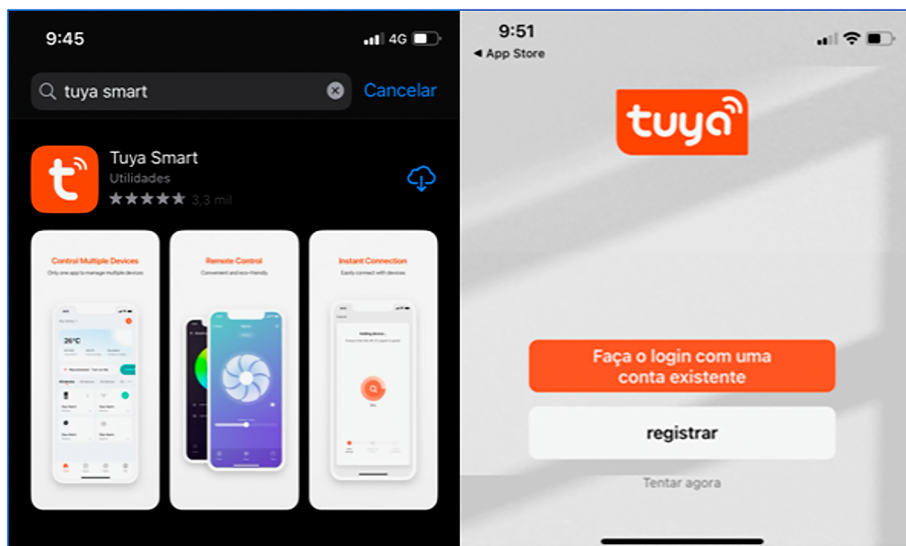 9:45
4G
tuya smart
Cancelar
Tuya Smart
Utilidades
3,3 mil
Control Multiple Devices
Only one app to manage multiple devices
26°C
Remote Control
Convenient and eco-friendly
Instant Connection
Easily connect with devices
Adding device...
9:51
App Store
tuya
Faça o login com uma
conta existente
registrar
Tentar agora